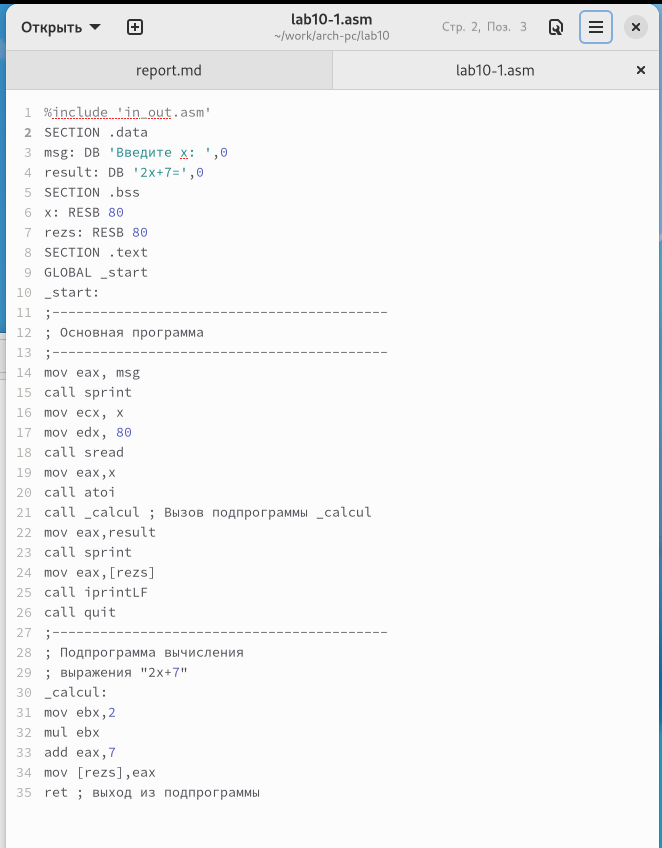 Открыть
lab10-1.asm
~/work/arch-pc/lab10
Стр. 2, Поз. 3
report.md
lab10-1.asm
1 %include 'in_out.asm'
2 SECTION .data
3 msg: DB 'Введите x: ',0
4 result: DB '2x+7=',0
5 SECTION .bss
6 x: RESB 80
7 rezs: RESB 80
8 SECTION .text
9 GLOBAL _start
10 _start:
11 ;------------------------------------------
12 ; Основная программа
13 ;------------------------------------------
14 mov eax, msg
15 call sprint
16 mov ecx, x
17 mov edx, 80
18 call sread
19 mov eax,x
20 call atoi
21 call _calcul ; Вызов подпрограммы _calcul
22 mov eax,result
23 call sprint
24 mov eax,[rezs]
25 call iprintLF
26 call quit
27 ;------------------------------------------
28 ; Подпрограмма вычисления
29 ; выражения "2x+7"
30 _calcul:
31 mov ebx,2
32 mul ebx
33 add eax,7
34 mov [rezs],eax
35 ret ; выход из подпрограммы